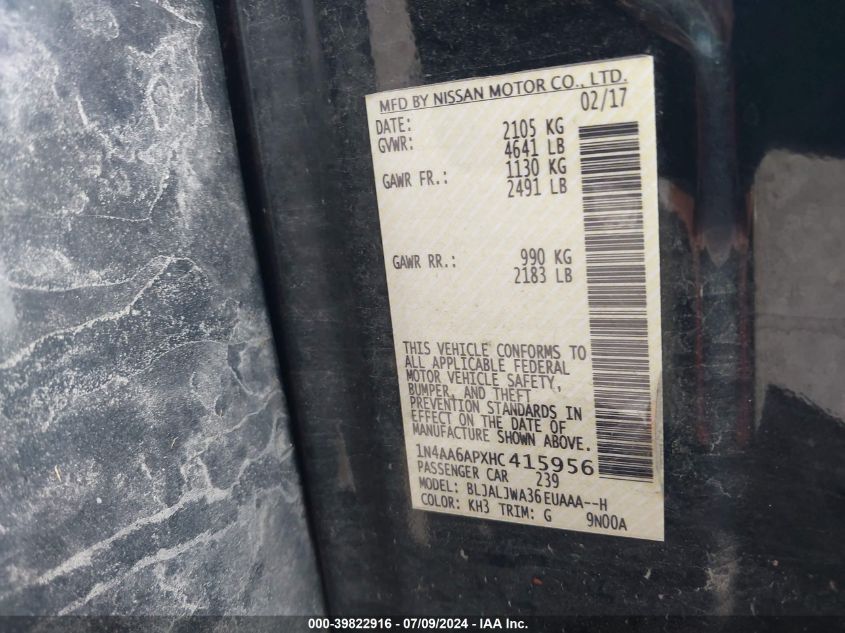 MFD BY NISSAN MOTOR CO., LTD.
DATE: 02/17
GVWR: 2105 KG
4641 LB
GAWR FR.: 1130 KG
2491 LB
GAWR RR.: 990 KG
2183 LB
THIS VEHICLE CONFORMS TO
ALL APPLICABLE FEDERAL
MOTOR VEHICLE SAFETY,
BUMPER, AND THEFT
PREVENTION STANDARDS IN
EFFECT ON THE DATE OF
MANUFACTURE SHOWN ABOVE.
1N4AA6APXHC415956
PASSENGER CAR 239
MODEL: BLJALJWA36EUAAA--H
COLOR: KH3 TRIM: G 9N00A
000-39822916 - 07/09/2024 - IAA Inc.